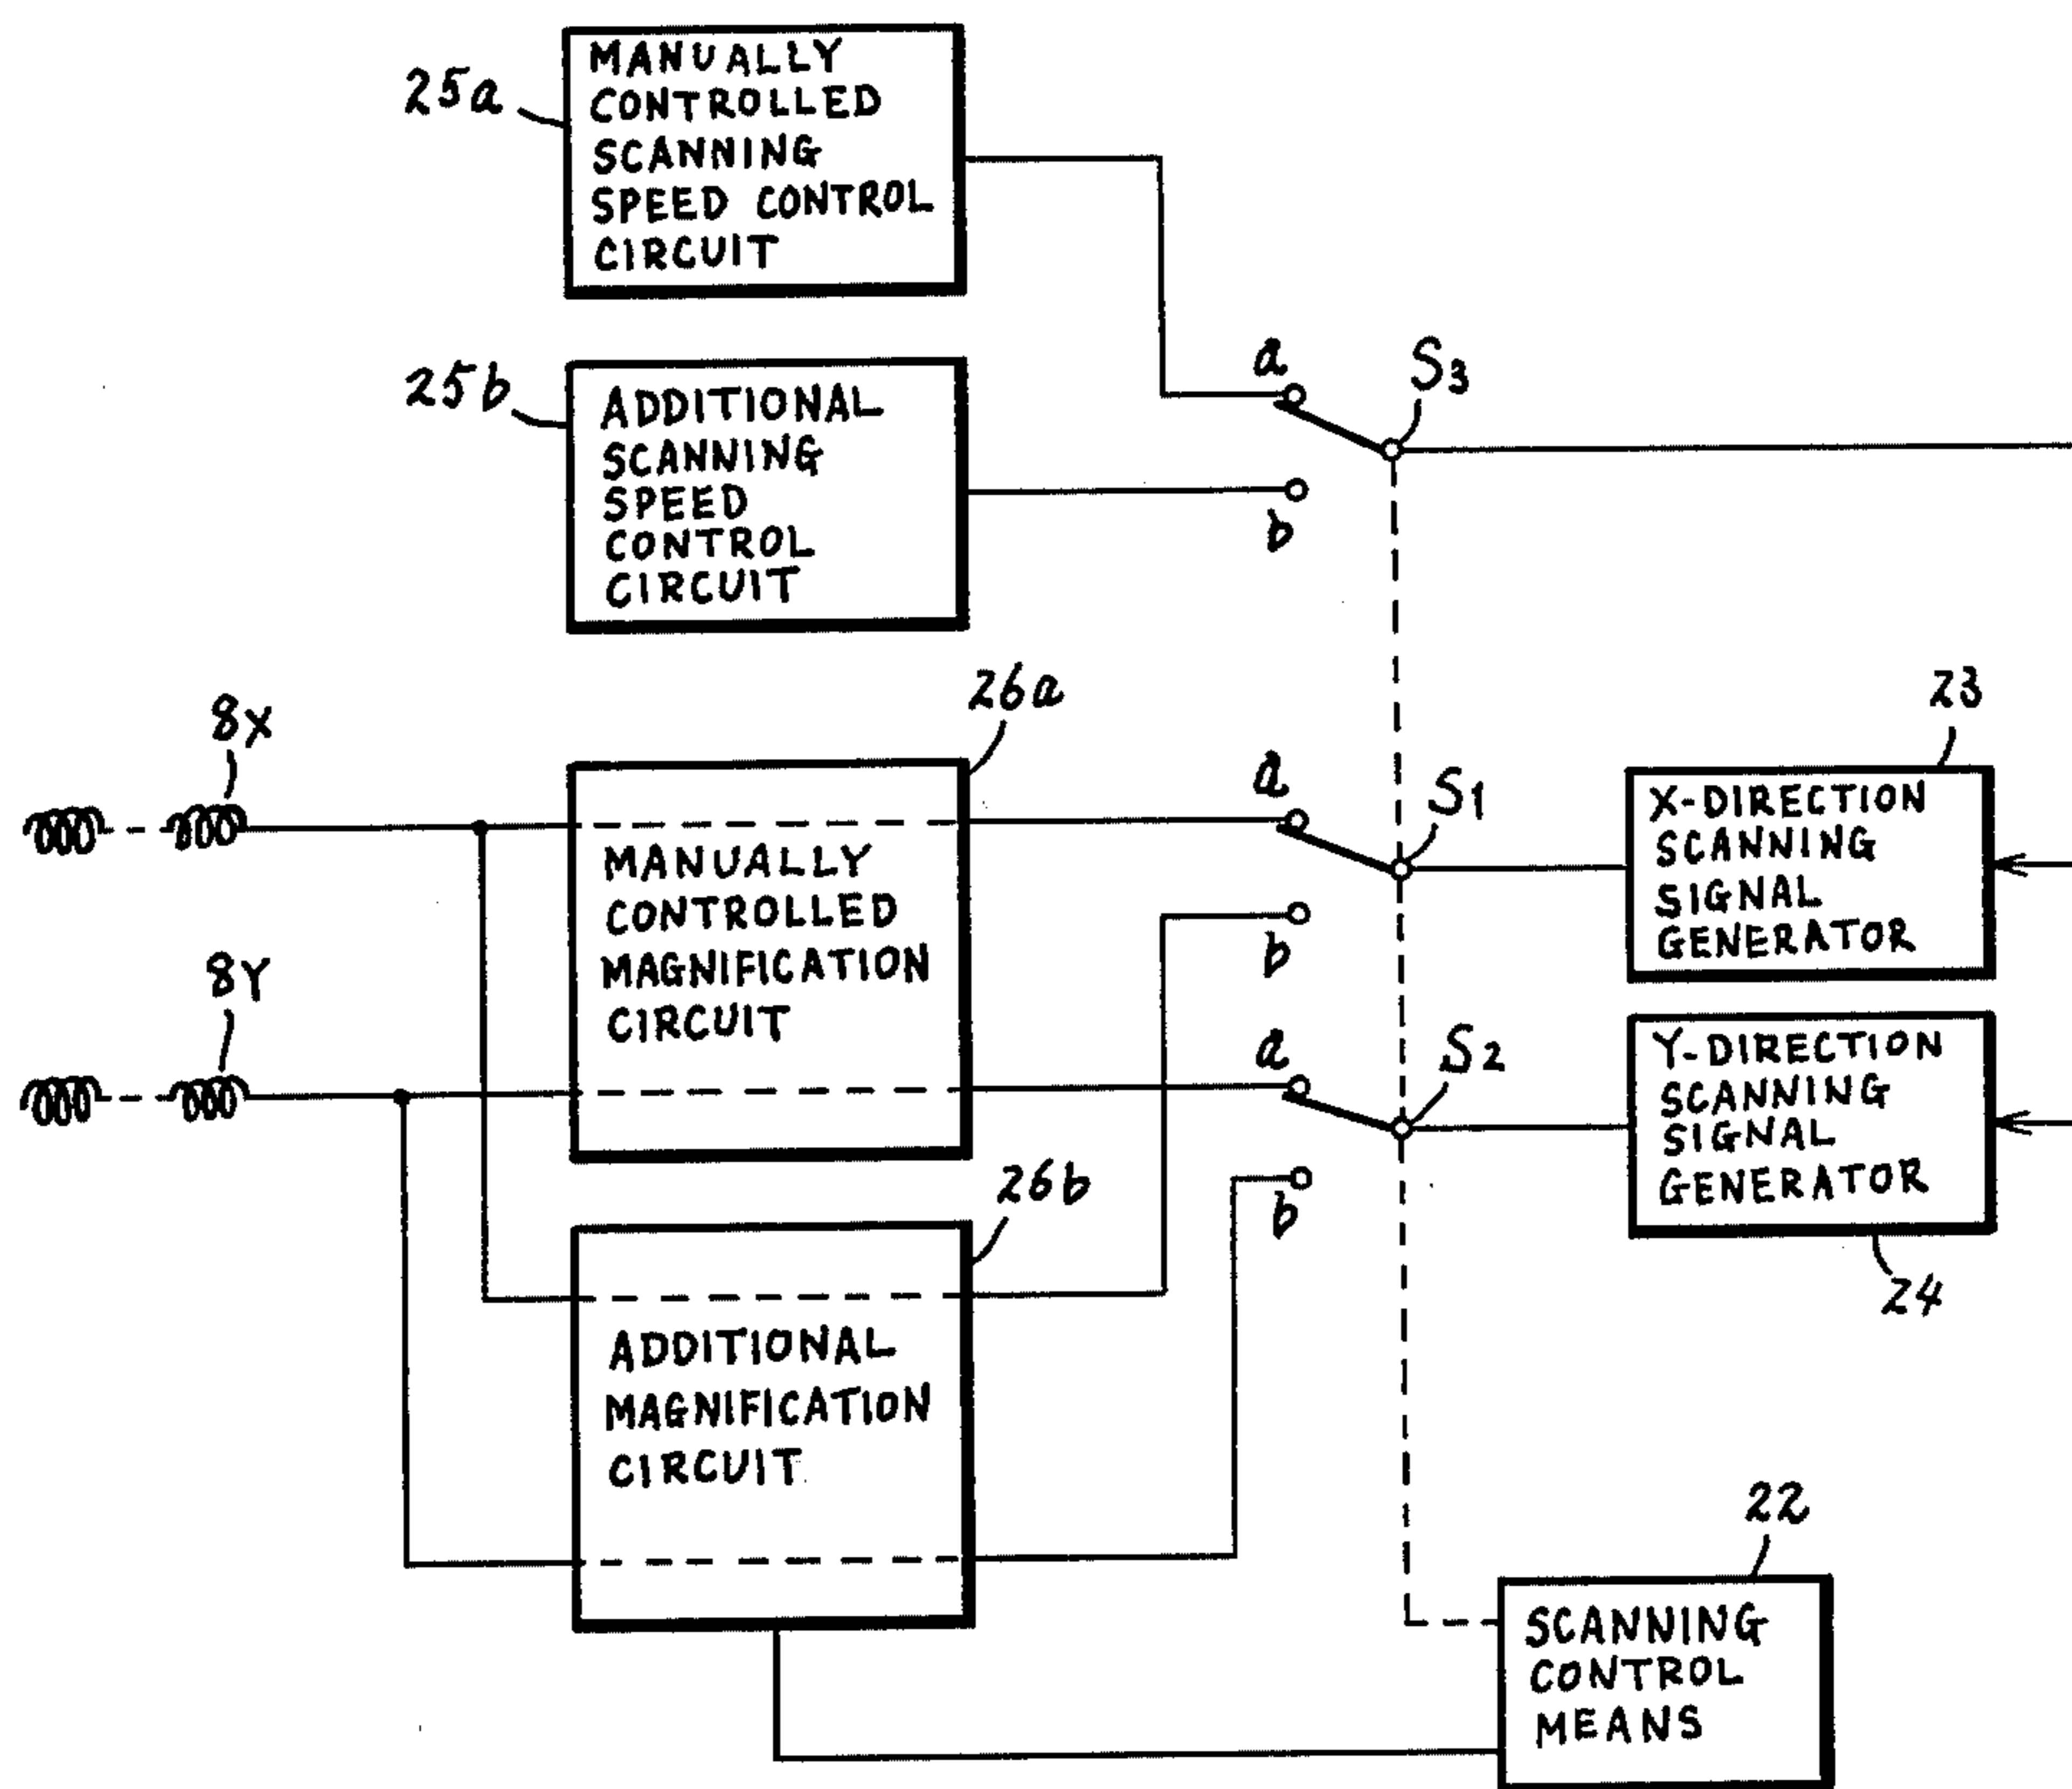 25a
MANUALLY
CONTROLLED
SCANNING
SPEED CONTROL
CIRCUIT
a
S3
25b
ADDITIONAL
SCANNING
SPEED
CONTROL
CIRCUIT
b
26a
23
8X
a
S1
X-DIRECTION
SCANNING
SIGNAL
GENERATOR
MANUALLY
CONTROLLED
MAGNIFICATION
CIRCUIT
b
8Y
a
S2
Y-DIRECTION
SCANNING
SIGNAL
GENERATOR
26b
b
24
ADDITIONAL
MAGNIFICATION
CIRCUIT
22
SCANNING
CONTROL
MEANS